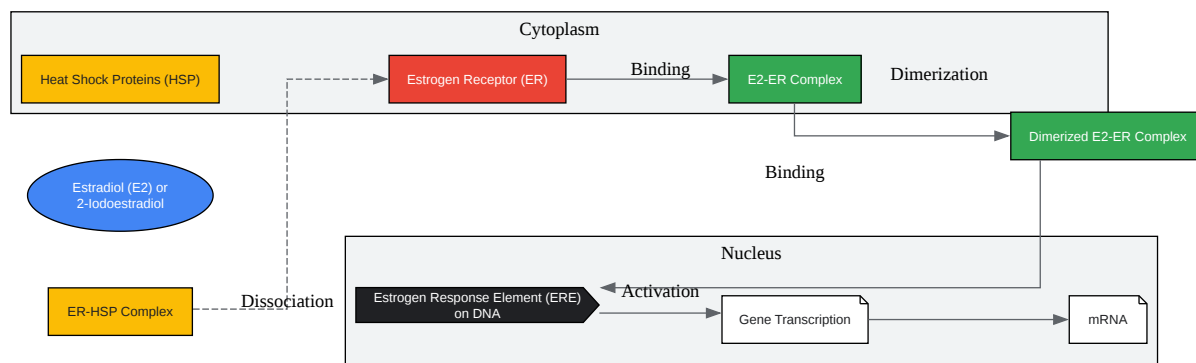 Cytoplasm
Heat Shock Proteins (HSP)
Estrogen Receptor (ER)
Binding
E2-ER Complex
Dimerization
Dimerized E2-ER Complex
Binding
Estradiol (E2) or
2-Iodoestradiol
Nucleus
ER-HSP Complex
Dissociation
Estrogen Response Element (ERE)
on DNA
Activation
Gene Transcription
mRNA